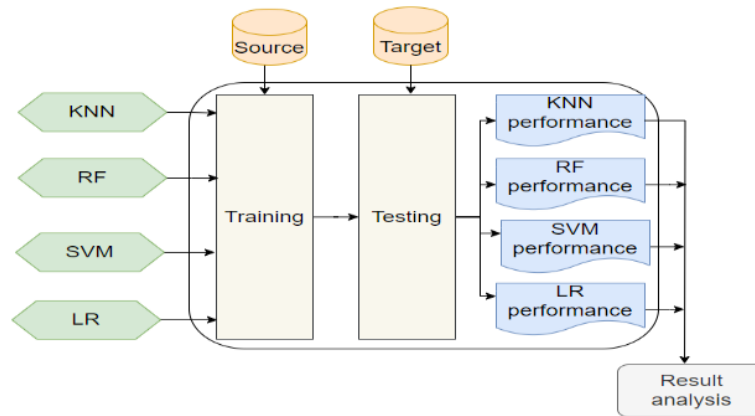 Source
Target
KNN
RF
SVM
LR
Training
Testing
KNN
performance
RF
performance
SVM
performance
LR
performance
Result
analysis